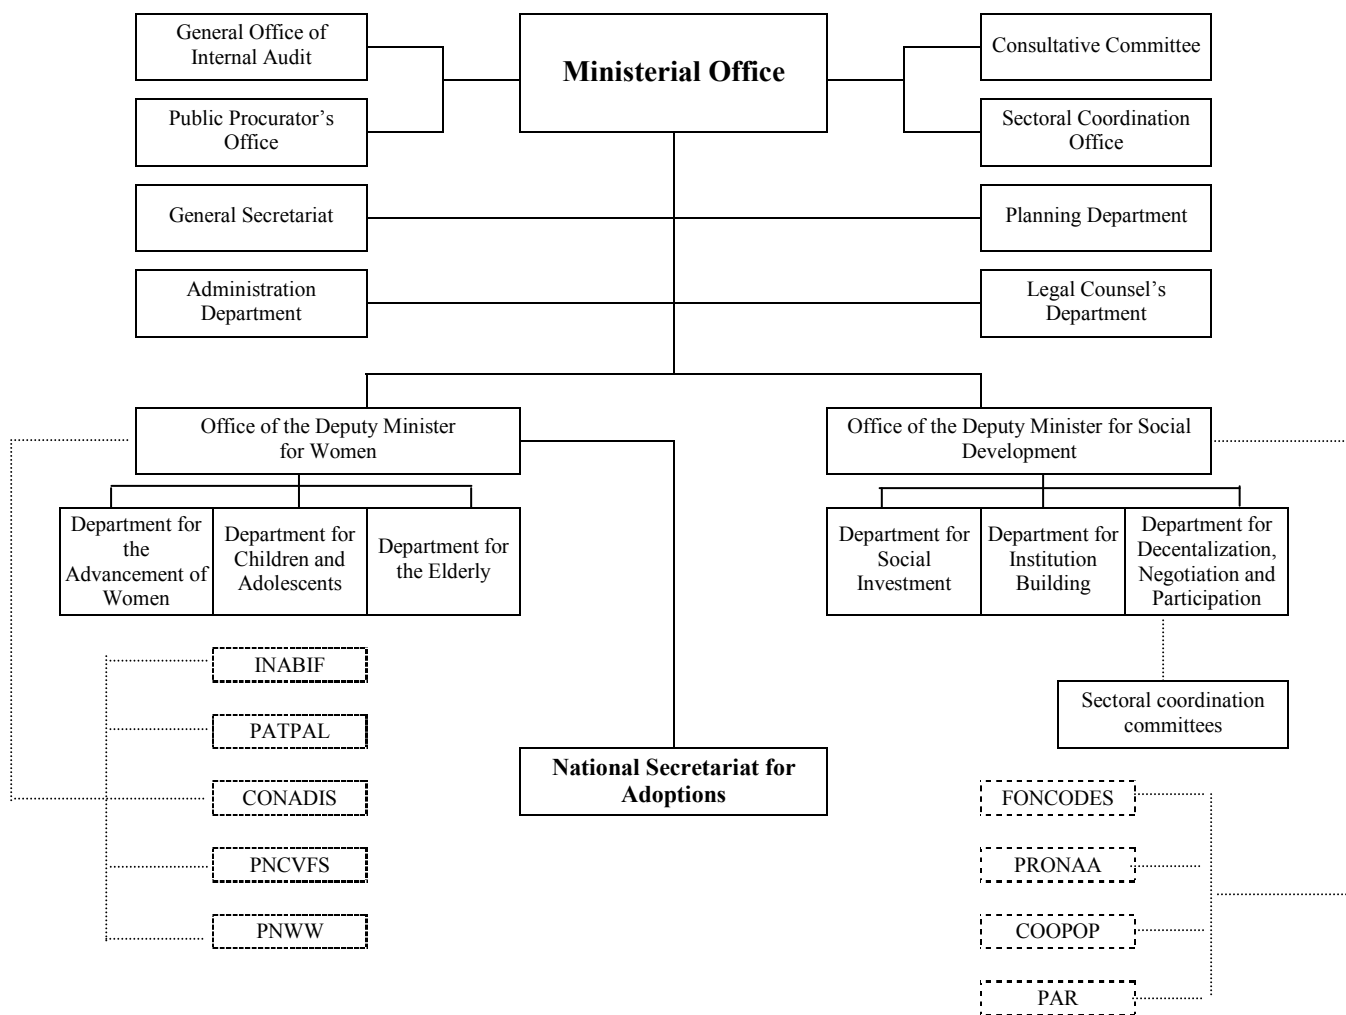 General Office of
Internal Audit
Ministerial Office
Consultative Committee
Public Procurator’s
Office
Sectoral Coordination
Office
General Secretariat
Planning Department
Administration
Department
Legal Counsel’s
Department
Office of the Deputy Minister
for Women
Office of the Deputy Minister for Social
Development
Department for
the
Advancement of
Women
Department for
Children and
Adolescents
Department for
the Elderly
Department for
Social
Investment
Department for
Institution
Building
Department for
Decentalization,
Negotiation and
Participation
INABIF
PATPAL
CONADIS
PNCVFS
PNWW
National Secretariat for
Adoptions
Sectoral coordination
committees
FONCODES
PRONAA
COOPOP
PAR